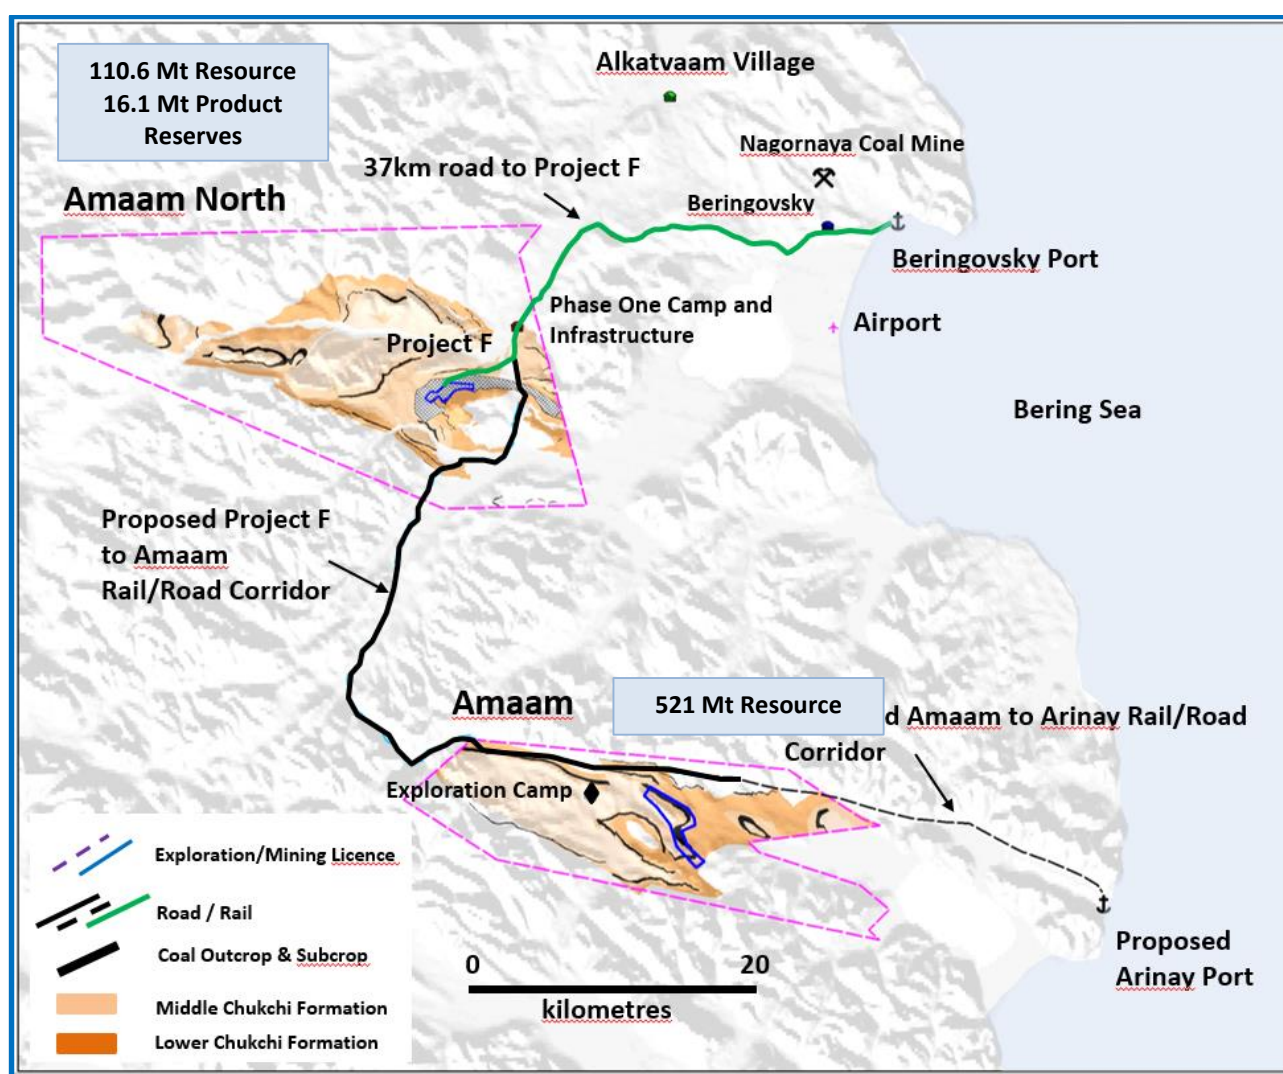 110.6 Mt Resource
16.1 Mt Product
Reserves
Alkatvaam Village
Nagornaya Coal Mine
37km road to Project F
Amaam North
Beringovsky
Beringovsky Port
Phase One Camp and
Infrastructure
Airport
Project F
Bering Sea
Proposed Project F
to Amaam
Rail/Road Corridor
Amaam
521 Mt Resource
d Amaam to Arinay Rail/Road
Corridor
Exploration Camp
Exploration/Mining Licence
Road / Rail
Coal Outcrop & Subcrop
Middle Chukchi Formation
Lower Chukchi Formation
0
20
kilometres
Proposed
Arinay Port